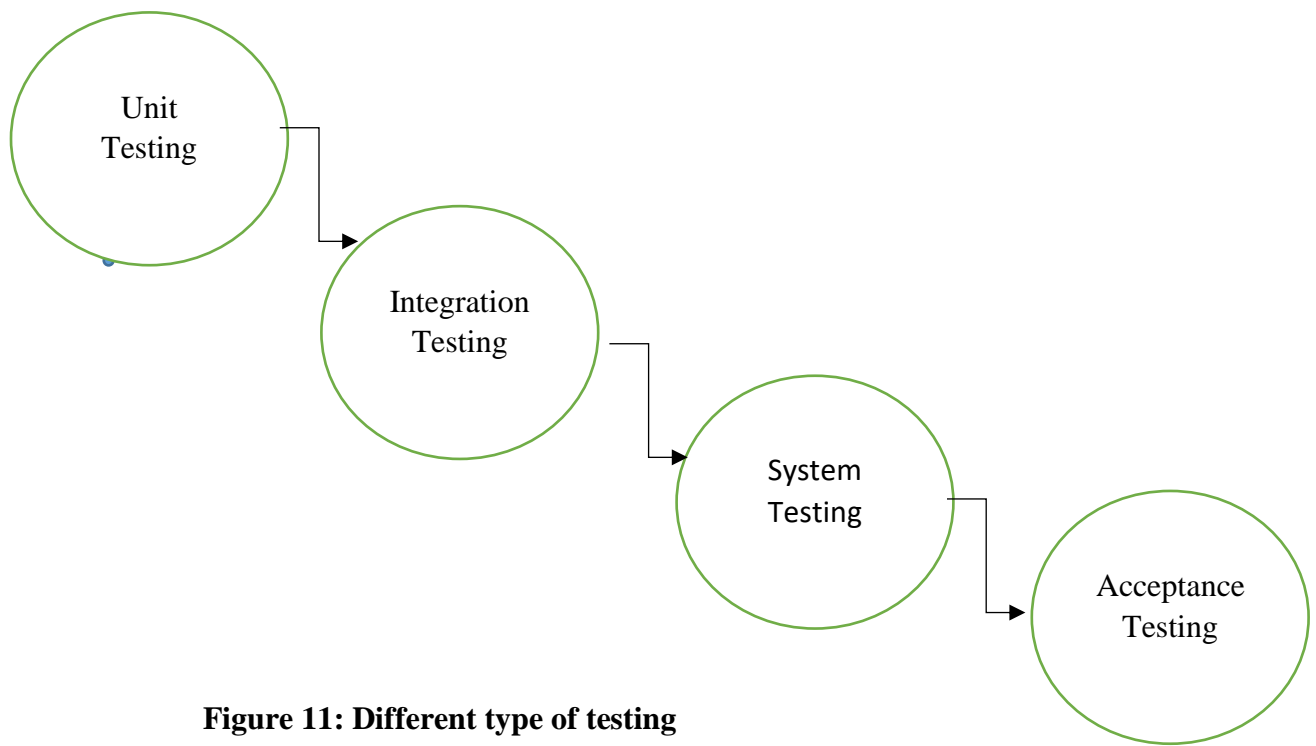 Unit
Testing
Integration
Testing
System
Testing
Acceptance
Testing
Figure 11: Different type of testing